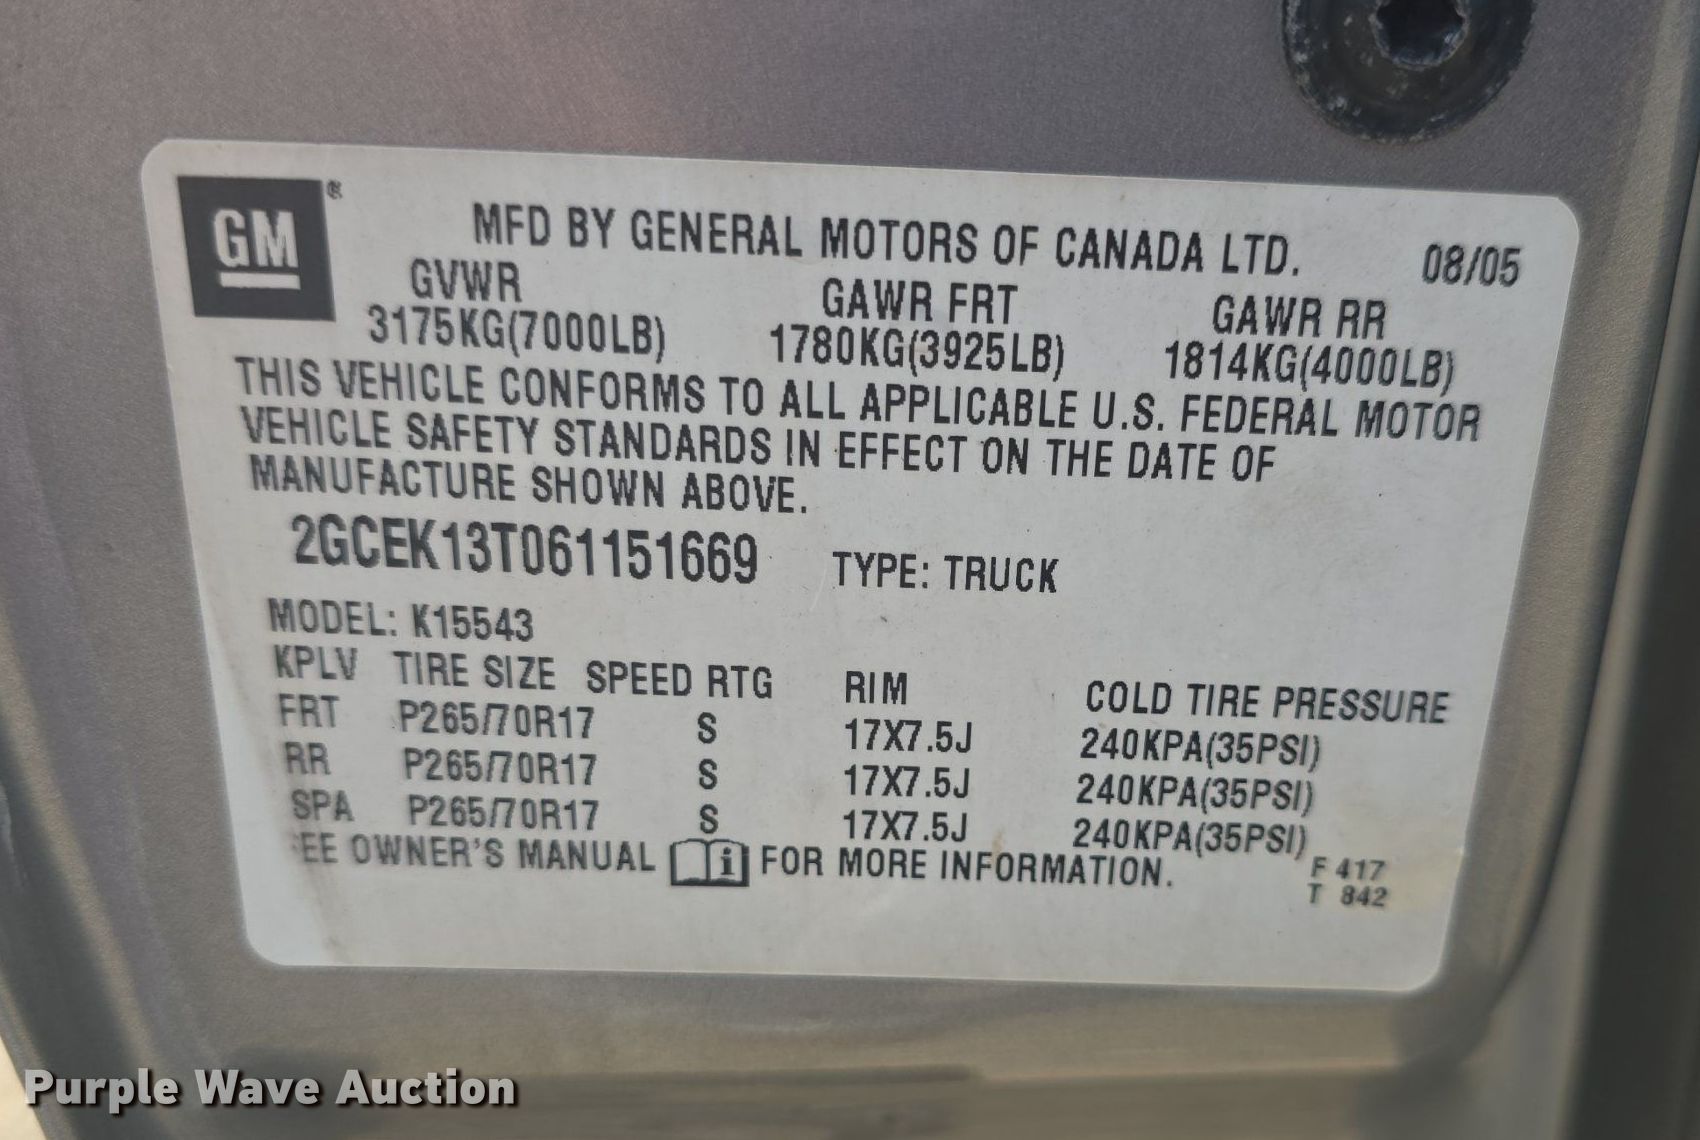 GM ®
MFD BY GENERAL MOTORS OF CANADA LTD. 08/05
GVWR GAWR FRT GAWR RR
3175KG(7000LB) 1780KG(3925LB) 1814KG(4000LB)
THIS VEHICLE CONFORMS TO ALL APPLICABLE U.S. FEDERAL MOTOR
VEHICLE SAFETY STANDARDS IN EFFECT ON THE DATE OF
MANUFACTURE SHOWN ABOVE.
2GCEK13T061151669 TYPE: TRUCK
MODEL: K15543
KPLV TIRE SIZE SPEED RTG RIM COLD TIRE PRESSURE
FRT P265/70R17 S 17X7.5J 240KPA(35PSI)
RR P265/70R17 S 17X7.5J 240KPA(35PSI)
SPA P265/70R17 S 17X7.5J 240KPA(35PSI)
SEE OWNER'S MANUAL i FOR MORE INFORMATION.
F 417
T 842
Purple Wave Auction